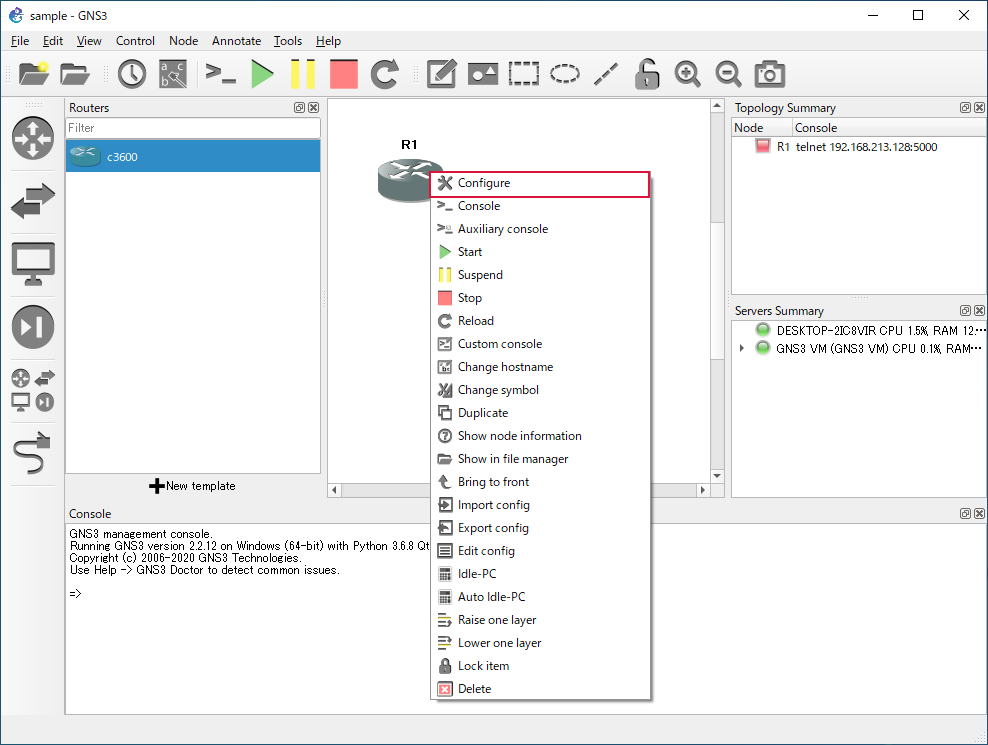 sample - GNS3
File Edit View Control Node Annotate Tools Help
Routers
Filter
c3600
New template
R1
Configure
Console
Auxiliary console
Start
Suspend
Stop
Reload
Custom console
Change hostname
Change symbol
Duplicate
Show node information
Show in file manager
Bring to front
Import config
Export config
Edit config
Idle-PC
Auto Idle-PC
Raise one layer
Lower one layer
Lock item
Delete
Topology Summary
Node Console
R1 telnet 192.168.213.128:5000
Servers Summary
DESKTOP-2IC8VIR CPU 1.5%, RAM 12...
GNS3 VM (GNS3 VM) CPU 0.1%, RAM...
Console
GNS3 management console.
Running GNS3 version 2.2.12 on Windows (64-bit) with Python 3.6.8 Qt
Copyright (c) 2006-2020 GNS3 Technologies.
Use Help -> GNS3 Doctor to detect common issues.
=>